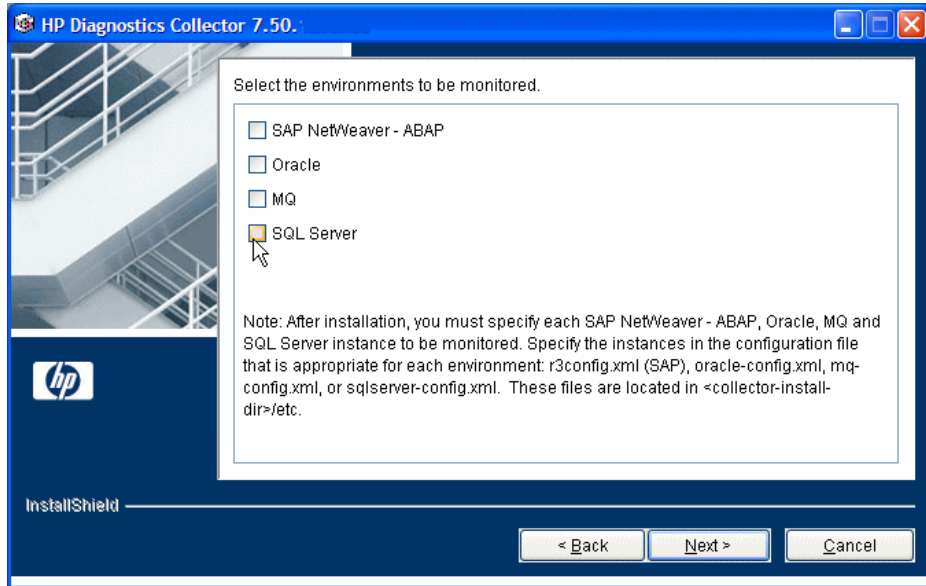 HP Diagnostics Collector 7.50.
Select the environments to be monitored.
SAP NetWeaver - ABAP
Oracle
MQ
SQL Server
Note: After installation, you must specify each SAP NetWeaver - ABAP, Oracle, MQ and
SQL Server instance to be monitored. Specify the instances in the configuration file
that is appropriate for each environment: r3config.xml (SAP), oracle-config.xml, mq-
config.xml, or sqlserver-config.xml. These files are located in <collector-install-
dir>/etc.
hp
InstallShield
< Back
Next >
Cancel